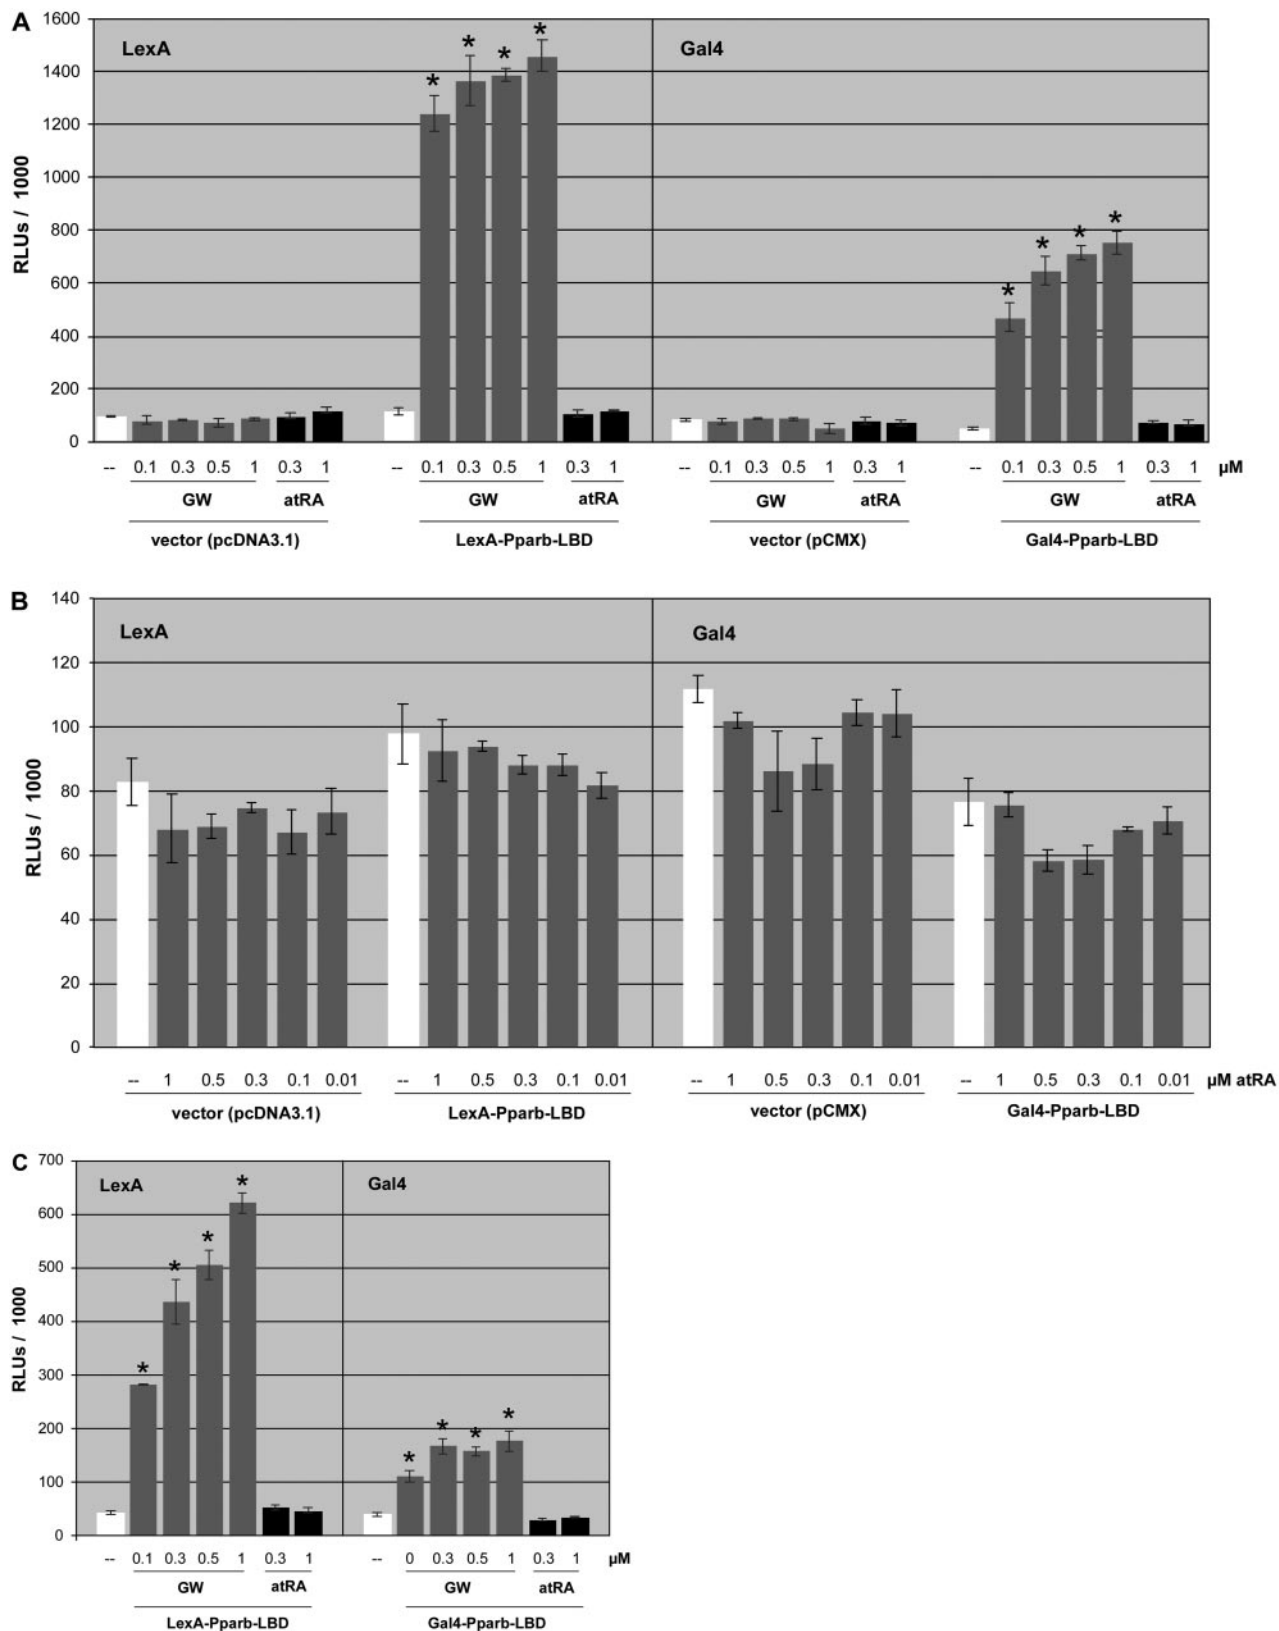 A
1600
1400
1200
1000
800
600
400
200
0
RLUs / 1000
LexA
Gal4
* * * *
* * * *
-- 0.1 0.3 0.5 1 0.3 1 -- 0.1 0.3 0.5 1 0.3 1 -- 0.1 0.3 0.5 1 0.3 1 -- 0.1 0.3 0.5 1 0.3 1 µM
GW atRA GW atRA GW atRA GW atRA
vector (pcDNA3.1) LexA-Pparb-LBD vector (pCMX) Gal4-Pparb-LBD
B
140
120
100
80
60
40
20
0
RLUs / 1000
LexA
Gal4
-- 1 0.5 0.3 0.1 0.01 -- 1 0.5 0.3 0.1 0.01 -- 1 0.5 0.3 0.1 0.01 -- 1 0.5 0.3 0.1 0.01 µM atRA
vector (pcDNA3.1) LexA-Pparb-LBD vector (pCMX) Gal4-Pparb-LBD
C
700
600
500
400
300
200
100
0
RLUs / 1000
LexA
Gal4
* * * *
* * * *
-- 0.1 0.3 0.5 1 0.3 1 -- 0 0.3 0.5 1 0.3 1 µM
GW atRA GW atRA
LexA-Pparb-LBD Gal4-Pparb-LBD